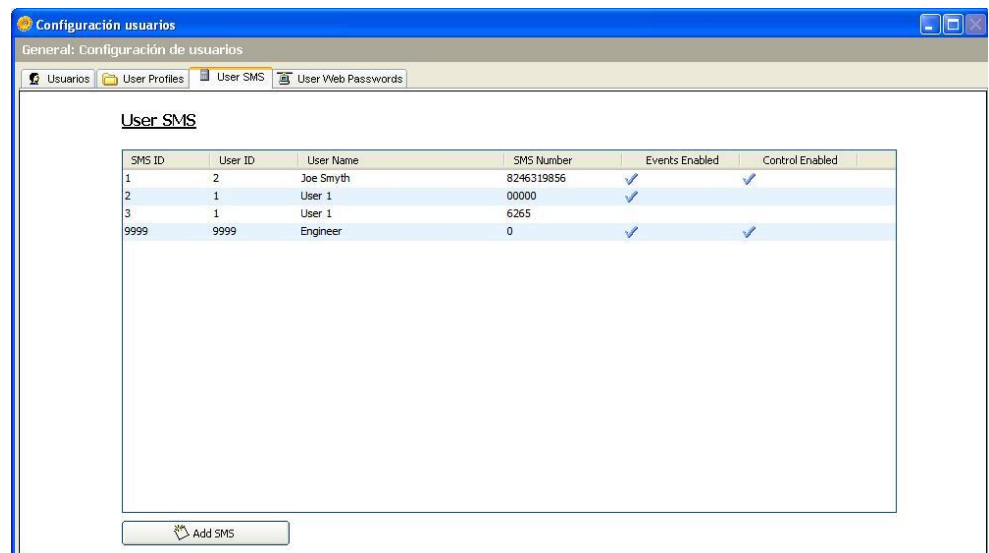 Configuración usuarios
General: Configuración de usuarios
Usuarios User Profiles User SMS User Web Passwords
User SMS
SMS ID User ID User Name SMS Number Events Enabled Control Enabled
1 2 Joe Smyth 8246319856
2 1 User 1 00000
3 1 User 1 6265
9999 9999 Engineer 0
Add SMS